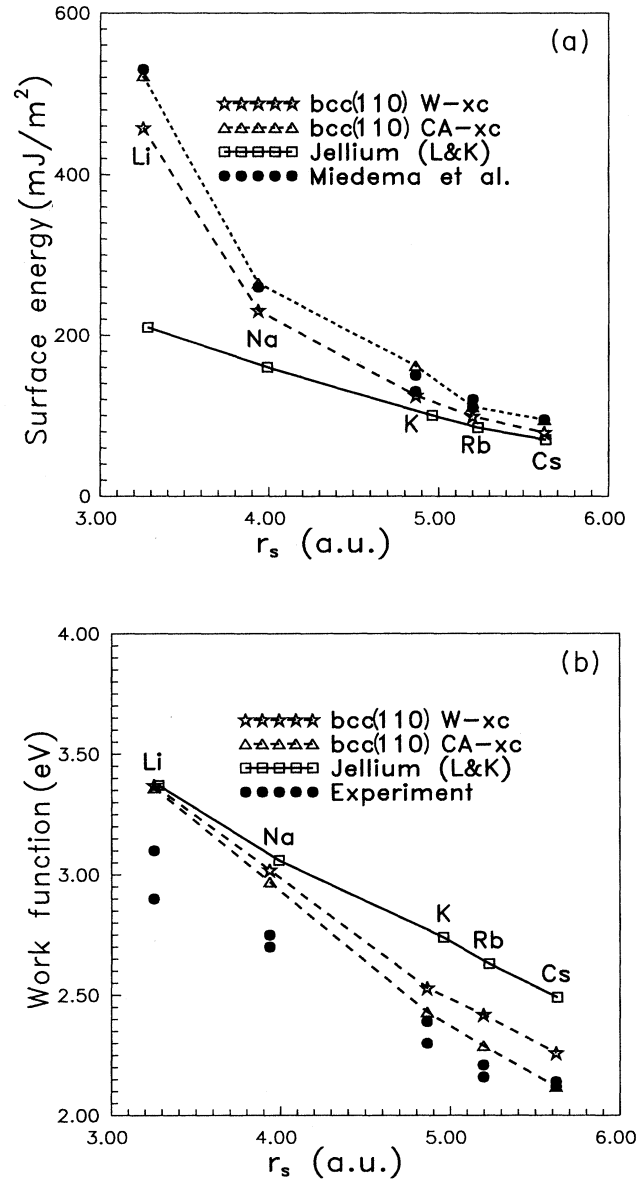 600
(a)
bcc(110) W-xc
bcc(110) CA-xc
Jellium (L&K)
Miedema et al.
Li
400
Surface energy (mJ/m²)
200
Na
K
Rb
Cs
0
3.00 4.00 5.00 6.00
rₛ (a.u.)
4.00
(b)
bcc(110) W-xc
bcc(110) CA-xc
Jellium (L&K)
Experiment
3.50
Li
Work function (eV)
Na
3.00
K
Rb
Cs
2.50
2.00
3.00 4.00 5.00 6.00
rₛ (a.u.)